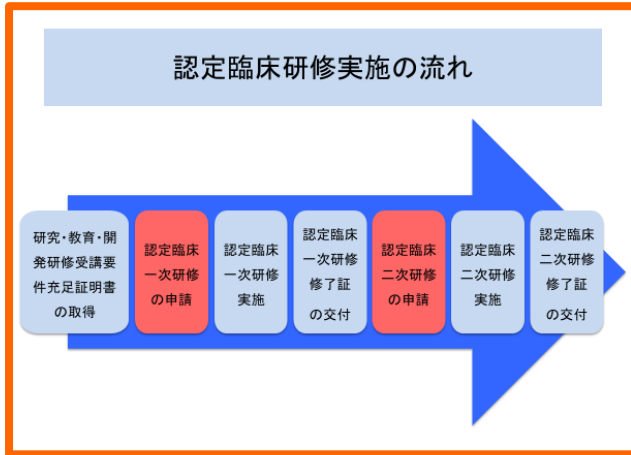 認定臨床研修実施の流れ
研究・教育・開
発研修受講要
件充足証明書
の取得
認定臨床
一次研修
の申請
認定臨床
一次研修
実施
認定臨床
一次研修
修了証
の交付
認定臨床
二次研修
の申請
認定臨床
二次研修
実施
認定臨床
二次研修
修了証
の交付